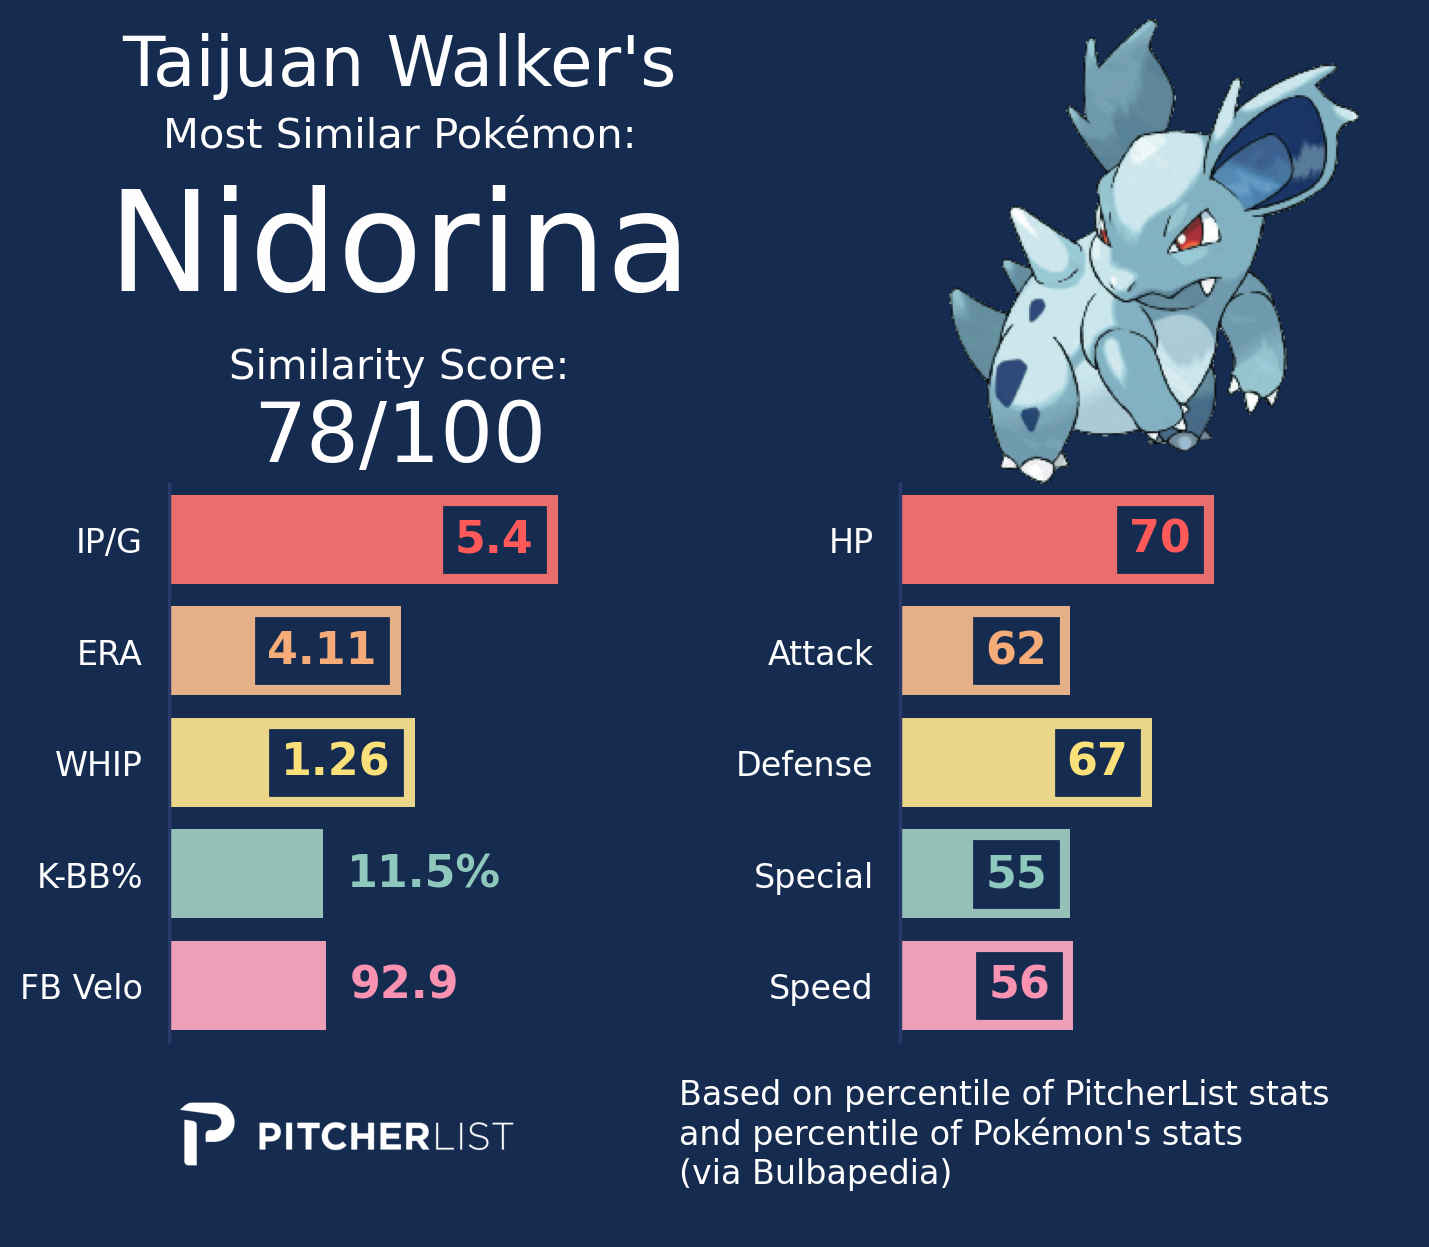 Taijuan Walker's
Most Similar Pokémon:
Nidorina
Similarity Score:
78/100
IP/G 5.4
ERA 4.11
WHIP 1.26
K-BB% 11.5%
FB Velo 92.9
HP 70
Attack 62
Defense 67
Special 55
Speed 56
PITCHERLIST
Based on percentile of PitcherList stats
and percentile of Pokémon's stats
(via Bulbapedia)